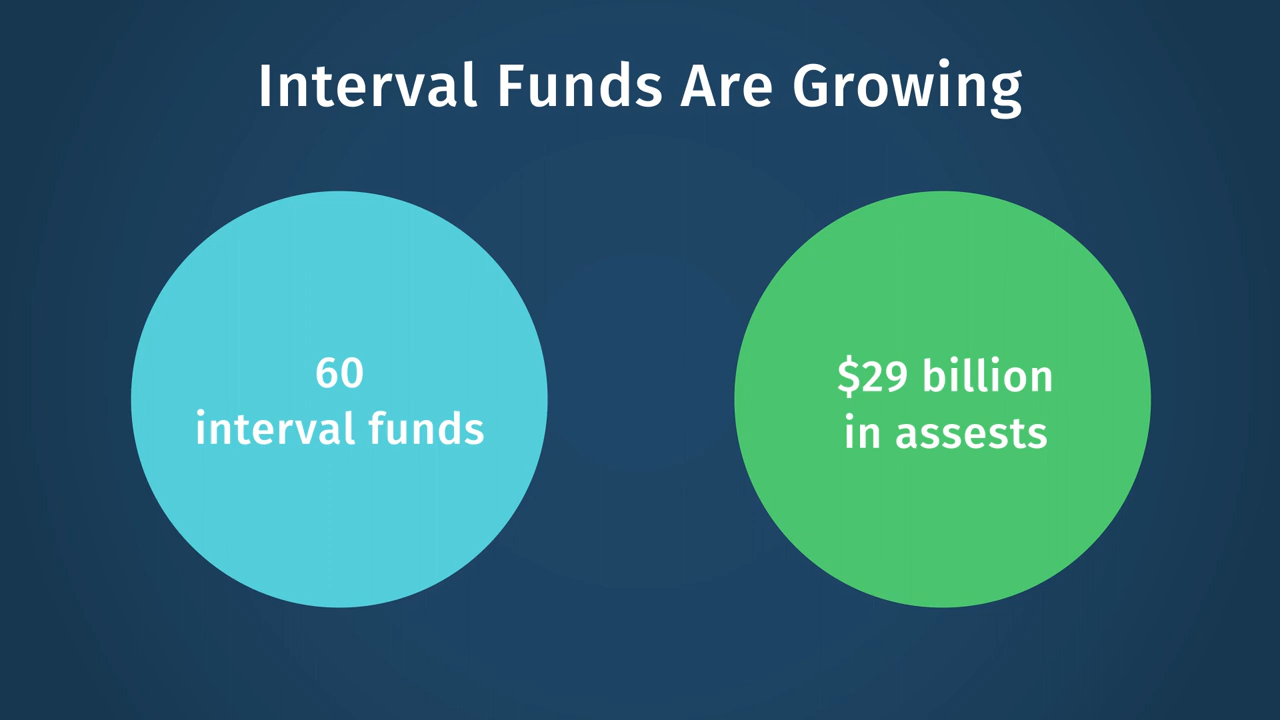 Interval Funds Are Growing
60
interval funds
$29 billion
in assests